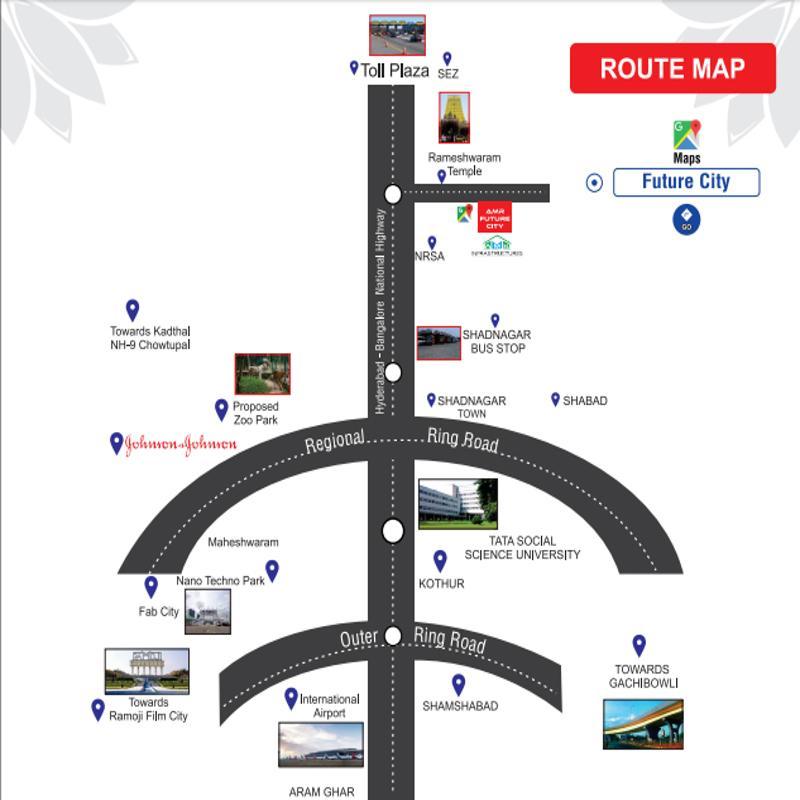 Toll Plaza
SEZ
ROUTE MAP
Rameshwaram
Temple
G
Maps
Future City
GO
AMR
FUTURE
CITY
NRSA
INFRASTRUCTURES
Hyderabad - Bangalore National Highway
Towards Kadthal
NH-9 Chowtupal
SHADNAGAR
BUS STOP
Proposed
Zoo Park
SHADNAGAR
TOWN
SHABAD
Johnson & Johnson
Regional Ring Road
Maheshwaram
TATA SOCIAL
SCIENCE UNIVERSITY
Nano Techno Park
KOTHUR
Fab City
Outer Ring Road
TOWARDS
GACHIBOWLI
Towards
Ramoji Film City
International
Airport
SHAMSHABAD
ARAM GHAR